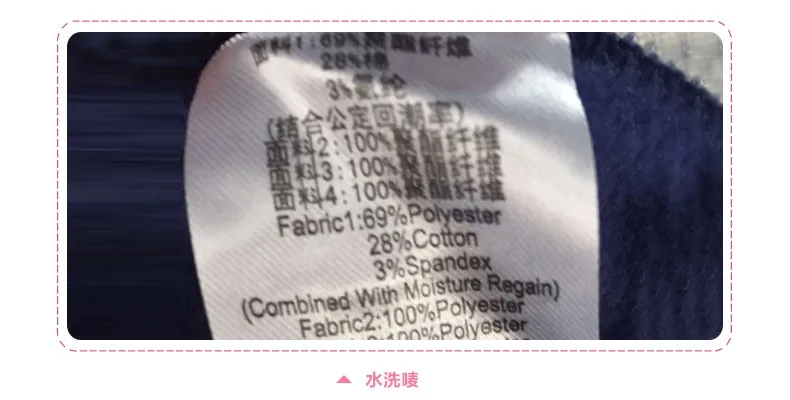 面料1:69%聚酯纤维
28%棉
3%氨纶
(结合公定回潮率)
面料2:100%聚酯纤维
面料3:100%聚酯纤维
面料4:100%聚酯纤维
Fabric1:69%Polyester
28%Cotton
3%Spandex
(Combined With Moisture Regain)
Fabric2:100%Polyester
:100%Polyester
水洗唛